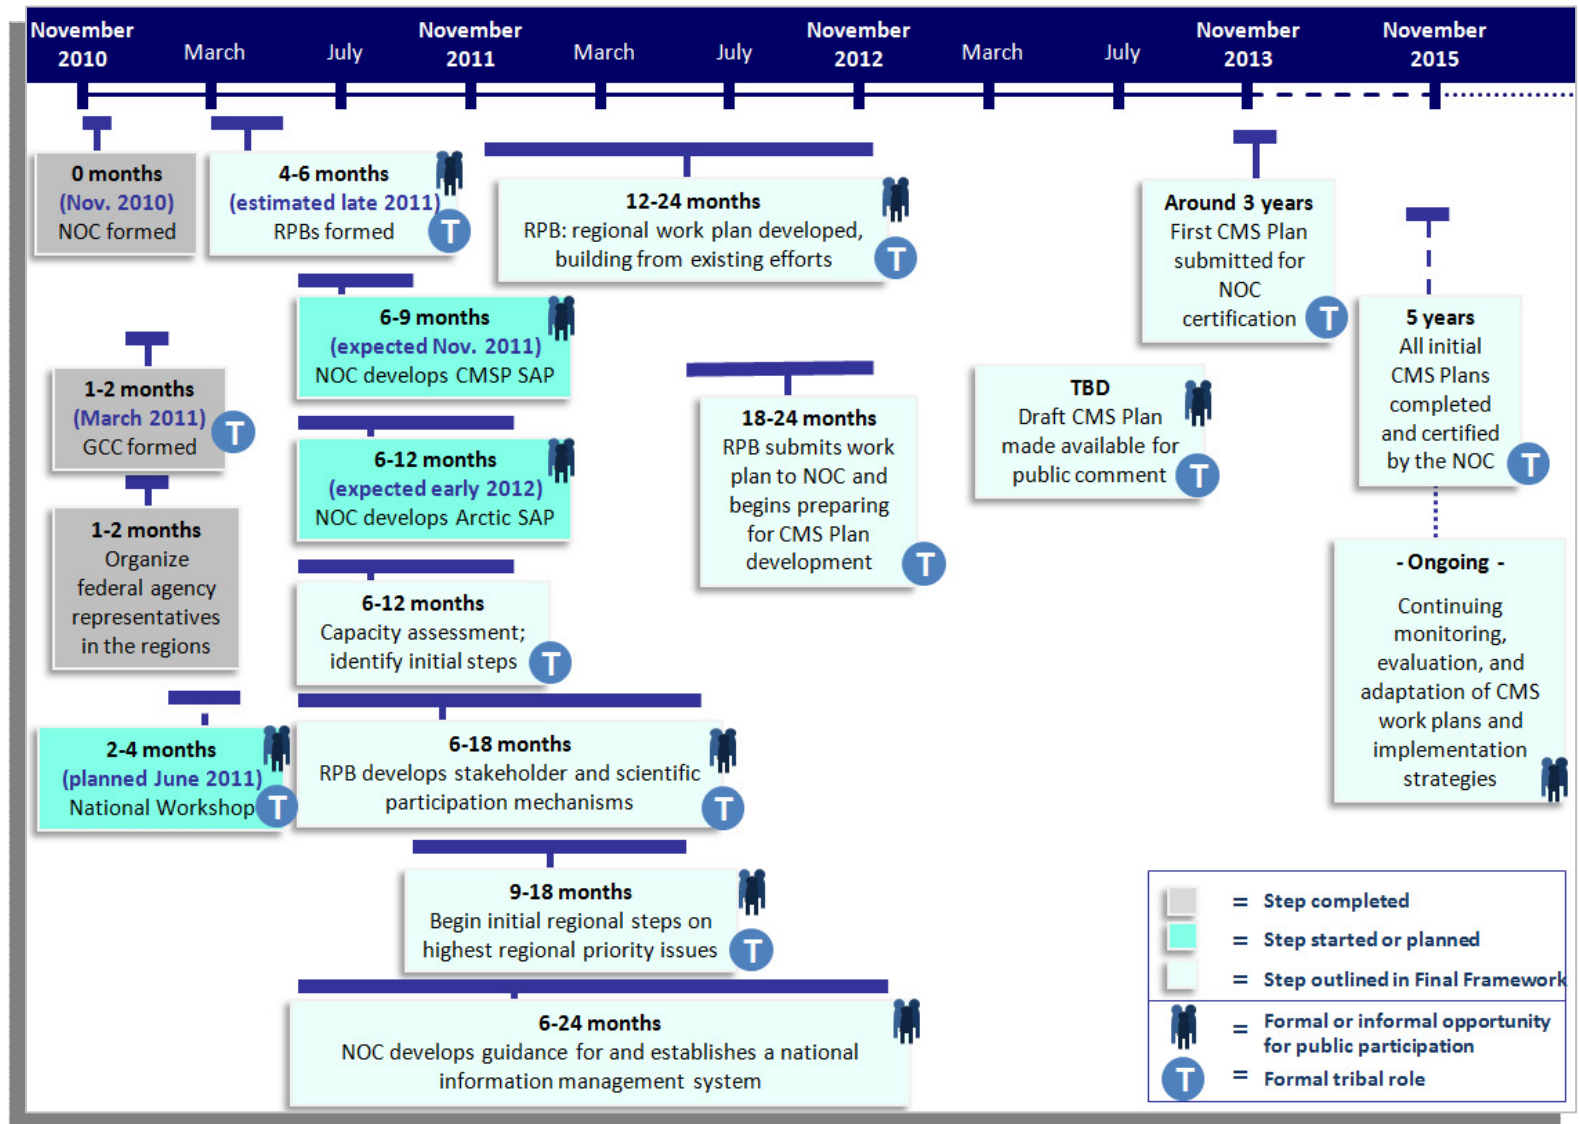 November
2010
March
July
November
2011
March
July
November
2012
March
July
November
2013
November
2015
0 months
(Nov. 2010)
NOC formed
4-6 months
(estimated late 2011)
RPBs formed
T
12-24 months
RPB: regional work plan developed,
building from existing efforts
T
Around 3 years
First CMS Plan
submitted for
NOC
certification
T
6-9 months
(expected Nov. 2011)
NOC develops CMSP SAP
5 years
All initial
CMS Plans
completed
and certified
by the NOC
T
1-2 months
(March 2011)
GCC formed
T
6-12 months
(expected early 2012)
NOC develops Arctic SAP
18-24 months
RPB submits work
plan to NOC and
begins preparing
for CMS Plan
development
T
TBD
Draft CMS Plan
made available for
public comment
T
1-2 months
Organize
federal agency
representatives
in the regions
6-12 months
Capacity assessment;
identify initial steps
T
- Ongoing -
Continuing
monitoring,
evaluation, and
adaptation of CMS
work plans and
implementation
strategies
2-4 months
(planned June 2011)
National Workshop
T
6-18 months
RPB develops stakeholder and scientific
participation mechanisms
T
9-18 months
Begin initial regional steps on
highest regional priority issues
T
6-24 months
NOC develops guidance for and establishes a national
information management system
= Step completed
= Step started or planned
= Step outlined in Final Framework
= Formal or informal opportunity
for public participation
T = Formal tribal role